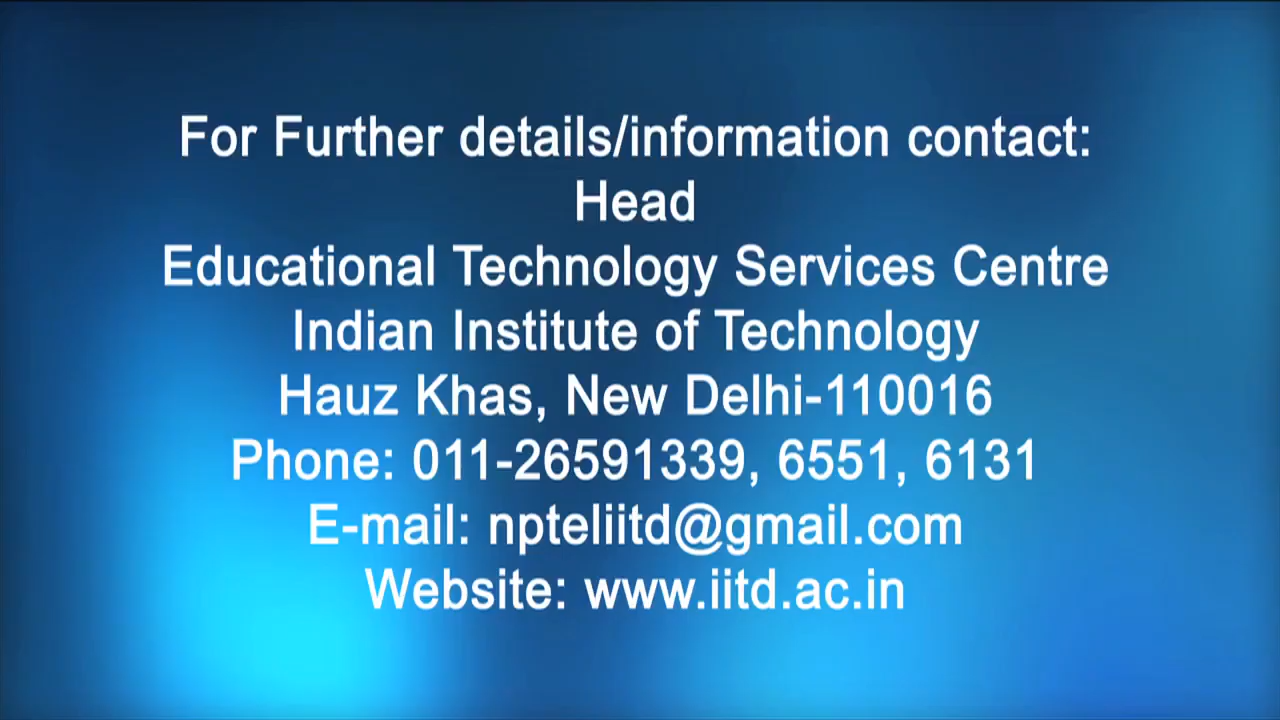 For Further details/information contact:
Head
Educational Technology Services Centre
Indian Institute of Technology
Hauz Khas, New Delhi-110016
Phone: 011-26591339, 6551, 6131
E-mail: npteliitd@gmail.com
Website: www.iitd.ac.in